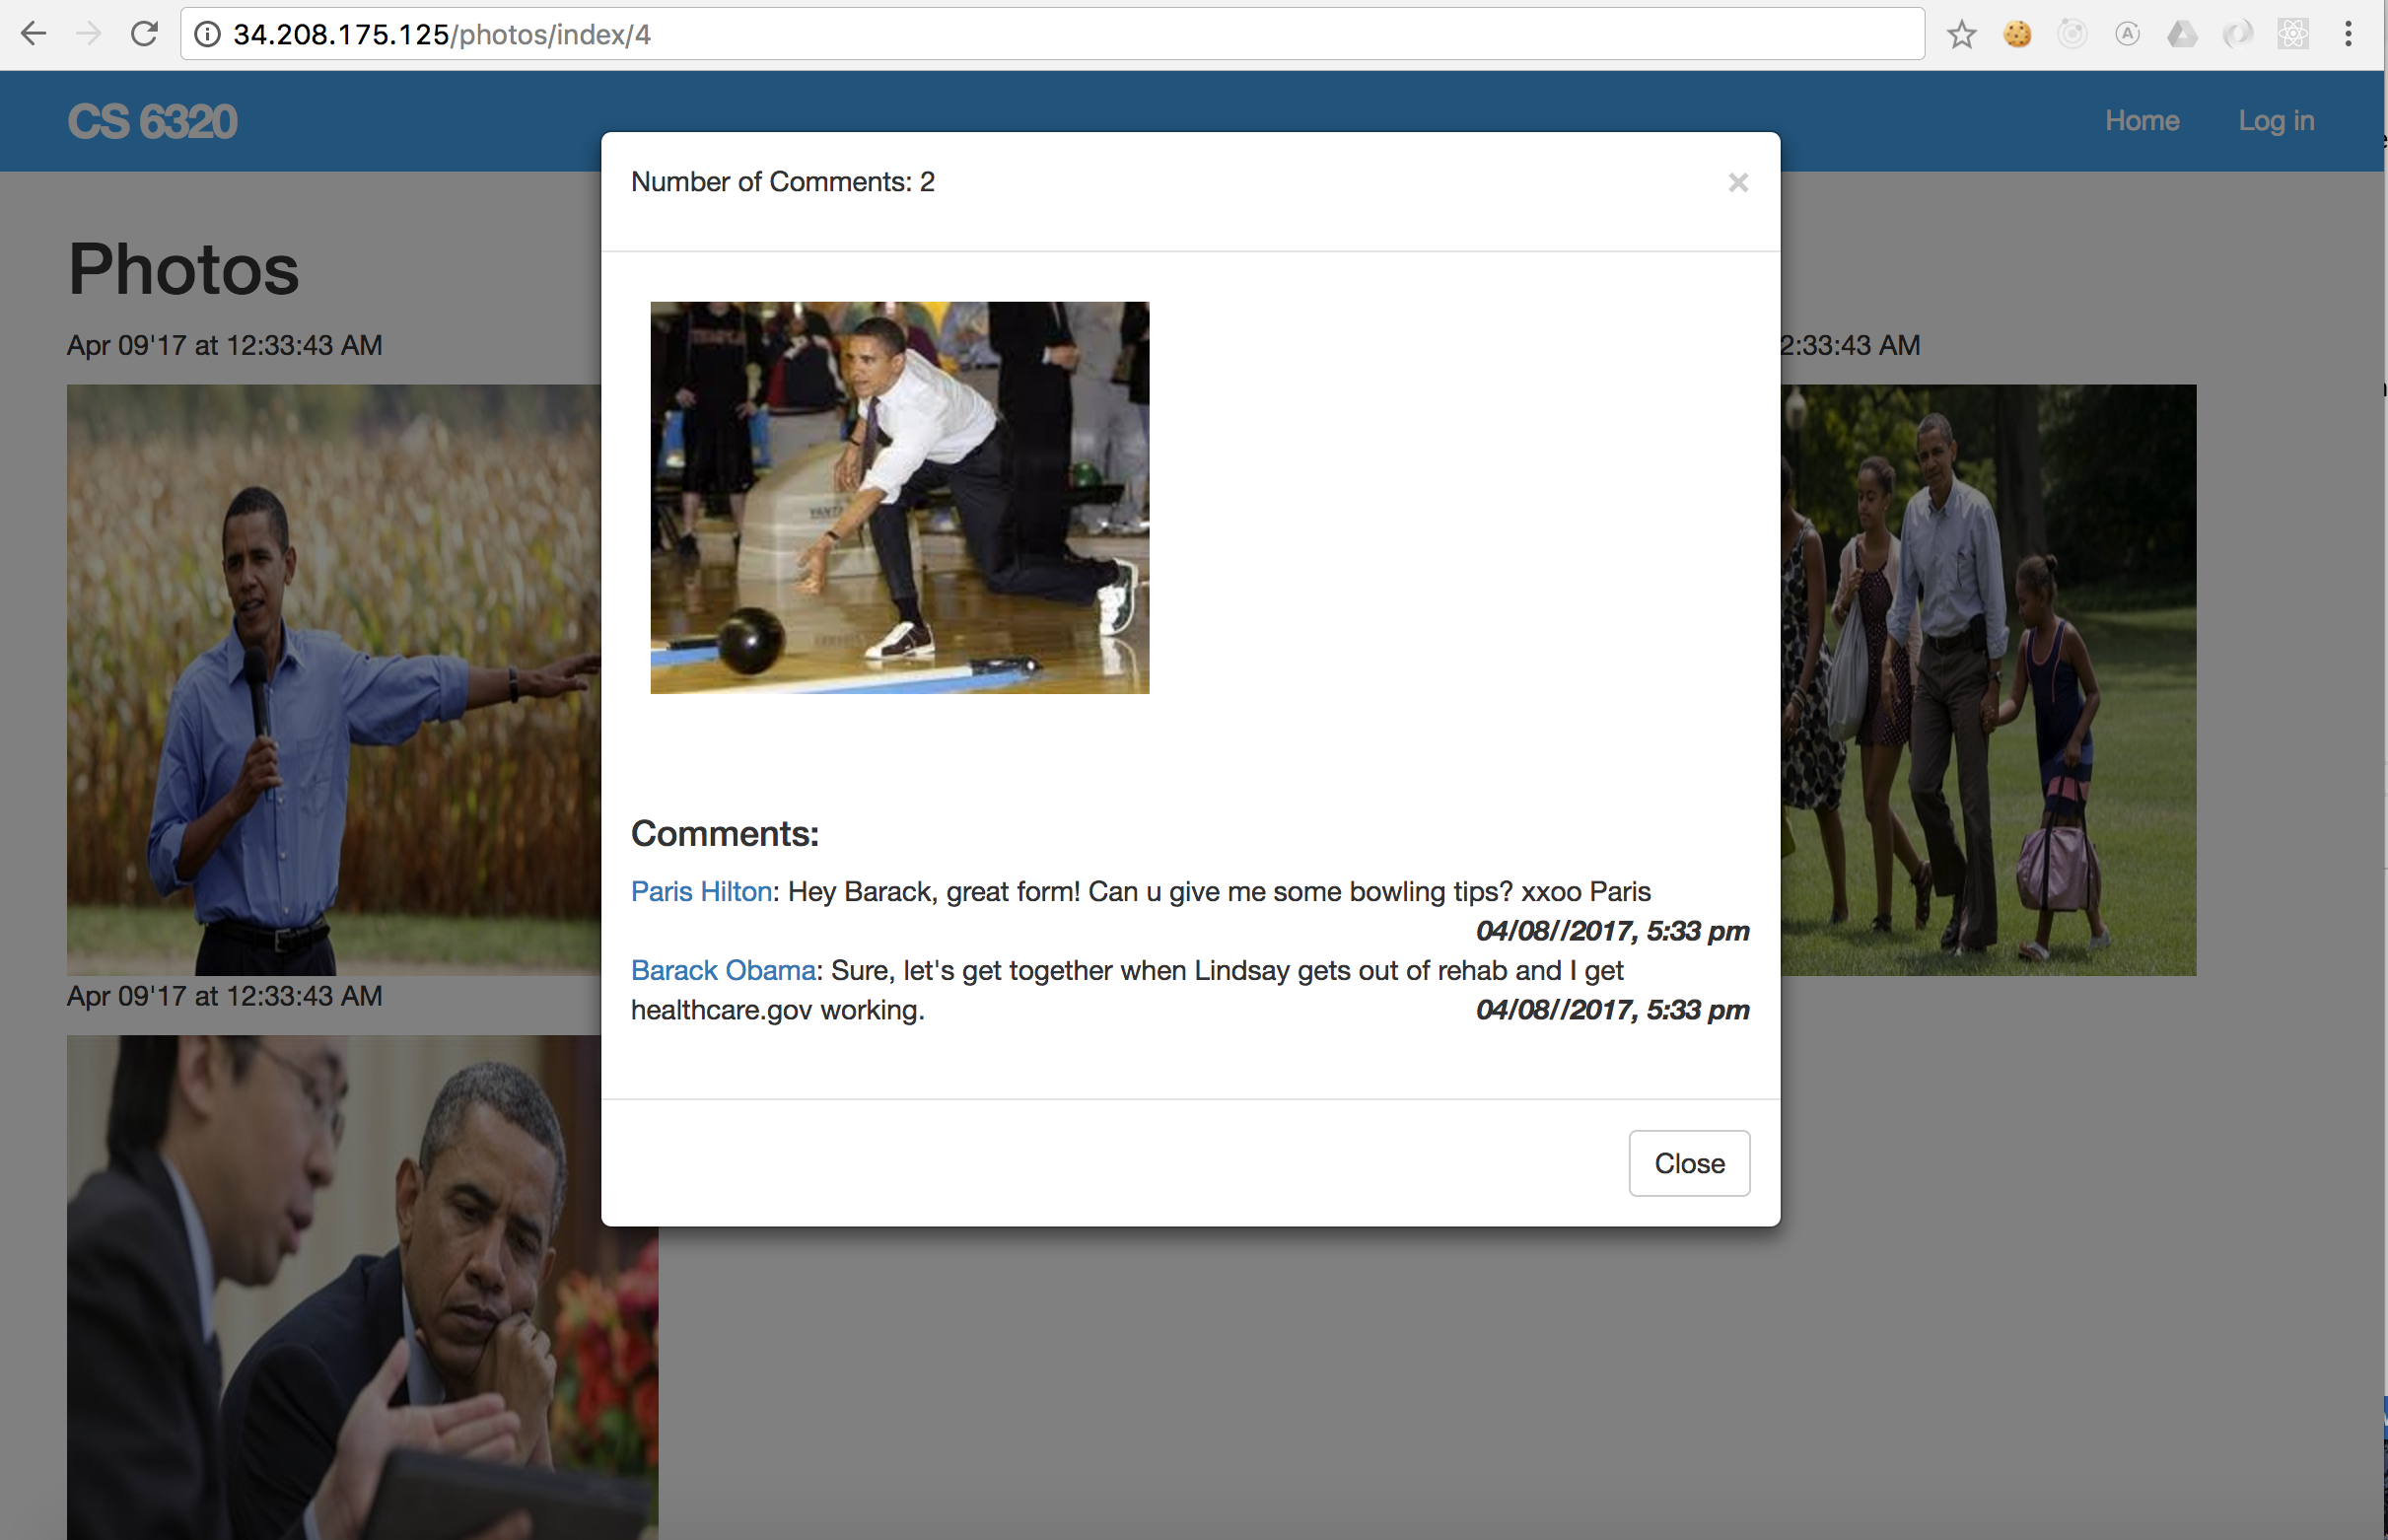 34.208.175.125/photos/index/4
CS 6320
Home
Log in
Number of Comments: 2
×
Photos
Apr 09'17 at 12:33:43 AM
2:33:43 AM
Comments:
Paris Hilton: Hey Barack, great form! Can u give me some bowling tips? xxoo Paris
04/08//2017, 5:33 pm
Barack Obama: Sure, let's get together when Lindsay gets out of rehab and I get
healthcare.gov working.
04/08//2017, 5:33 pm
Apr 09'17 at 12:33:43 AM
Close